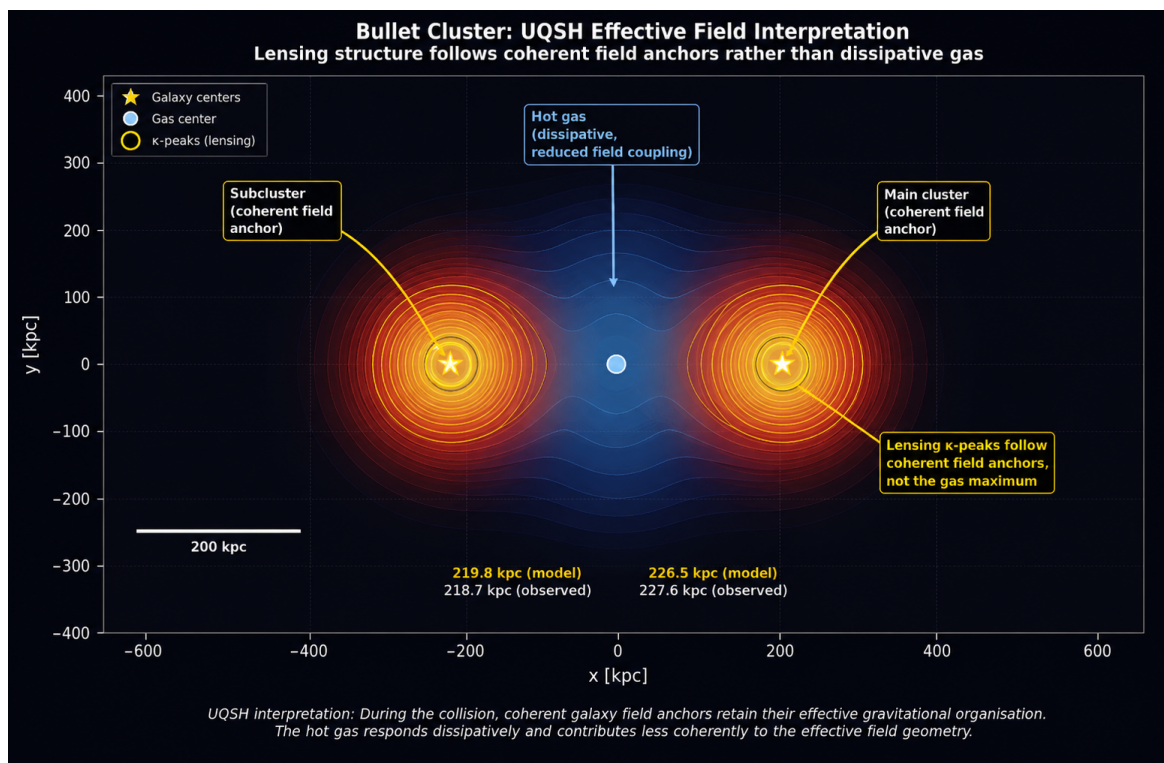 Bullet Cluster: UQSH Effective Field Interpretation
Lensing structure follows coherent field anchors rather than dissipative gas
Galaxy centers
Gas center
κ-peaks (lensing)
Hot gas
(dissipative,
reduced field coupling)
Subcluster
(coherent field
anchor)
Main cluster
(coherent field
anchor)
Lensing κ-peaks follow
coherent field anchors,
not the gas maximum
200 kpc
219.8 kpc (model)
218.7 kpc (observed)
226.5 kpc (model)
227.6 kpc (observed)
y [kpc]
400
300
200
100
0
−100
−200
−300
−400
−600
−400
−200
0
200
400
600
x [kpc]
UQSH interpretation: During the collision, coherent galaxy field anchors retain their effective gravitational organisation.
The hot gas responds dissipatively and contributes less coherently to the effective field geometry.